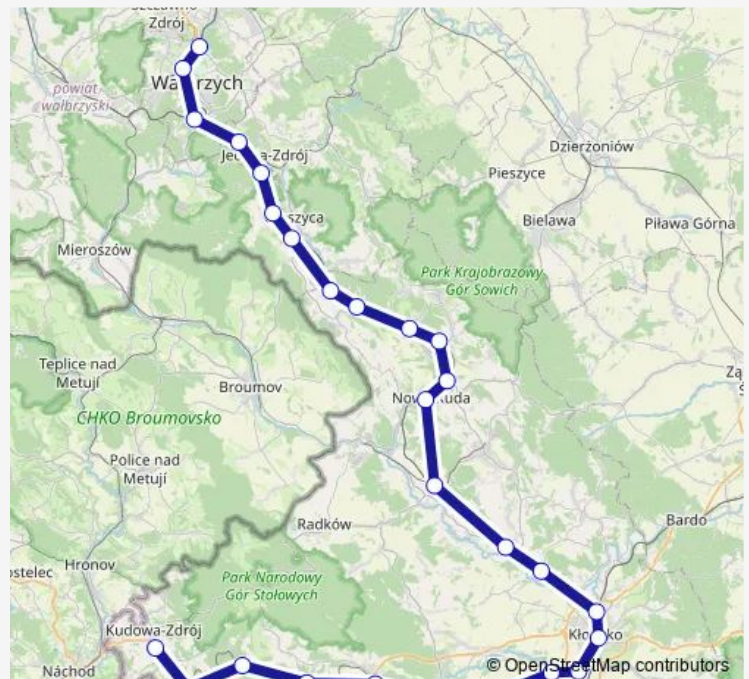 Zdrój
powiat
wałbrzyski
Dzierżoniów
Pieszyce
Bielawa
Piława Górna
Mieroszów
Park Krajobrazowy
Gór Sowich
Teplice nad
Metují
Broumov
CHKO Broumovsko
Police nad
Metují
Radków
Bardo
Hronov
Park Narodowy
Gór Stołowych
Kudowa-Zdrój
Náchod
© OpenStreetMap contributors